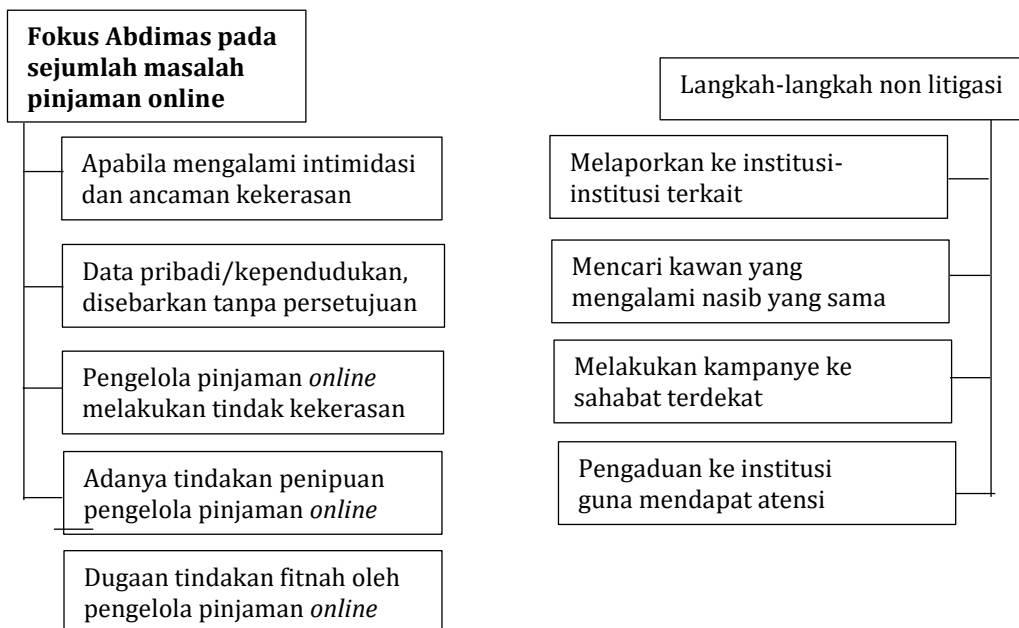 Fokus Abdimas pada
sejumlah masalah
pinjaman online
Apabila mengalami intimidasi
dan ancaman kekerasan
Data pribadi/kependudukan,
disebarkan tanpa persetujuan
Pengelola pinjaman online
melakukan tindak kekerasan
Adanya tindakan penipuan
pengelola pinjaman online
Dugaan tindakan fitnah oleh
pengelola pinjaman online
Langkah-langkah non litigasi
Melaporkan ke institusi-
institusi terkait
Mencari kawan yang
mengalami nasib yang sama
Melakukan kampanye ke
sahabat terdekat
Pengaduan ke institusi
guna mendapat atensi